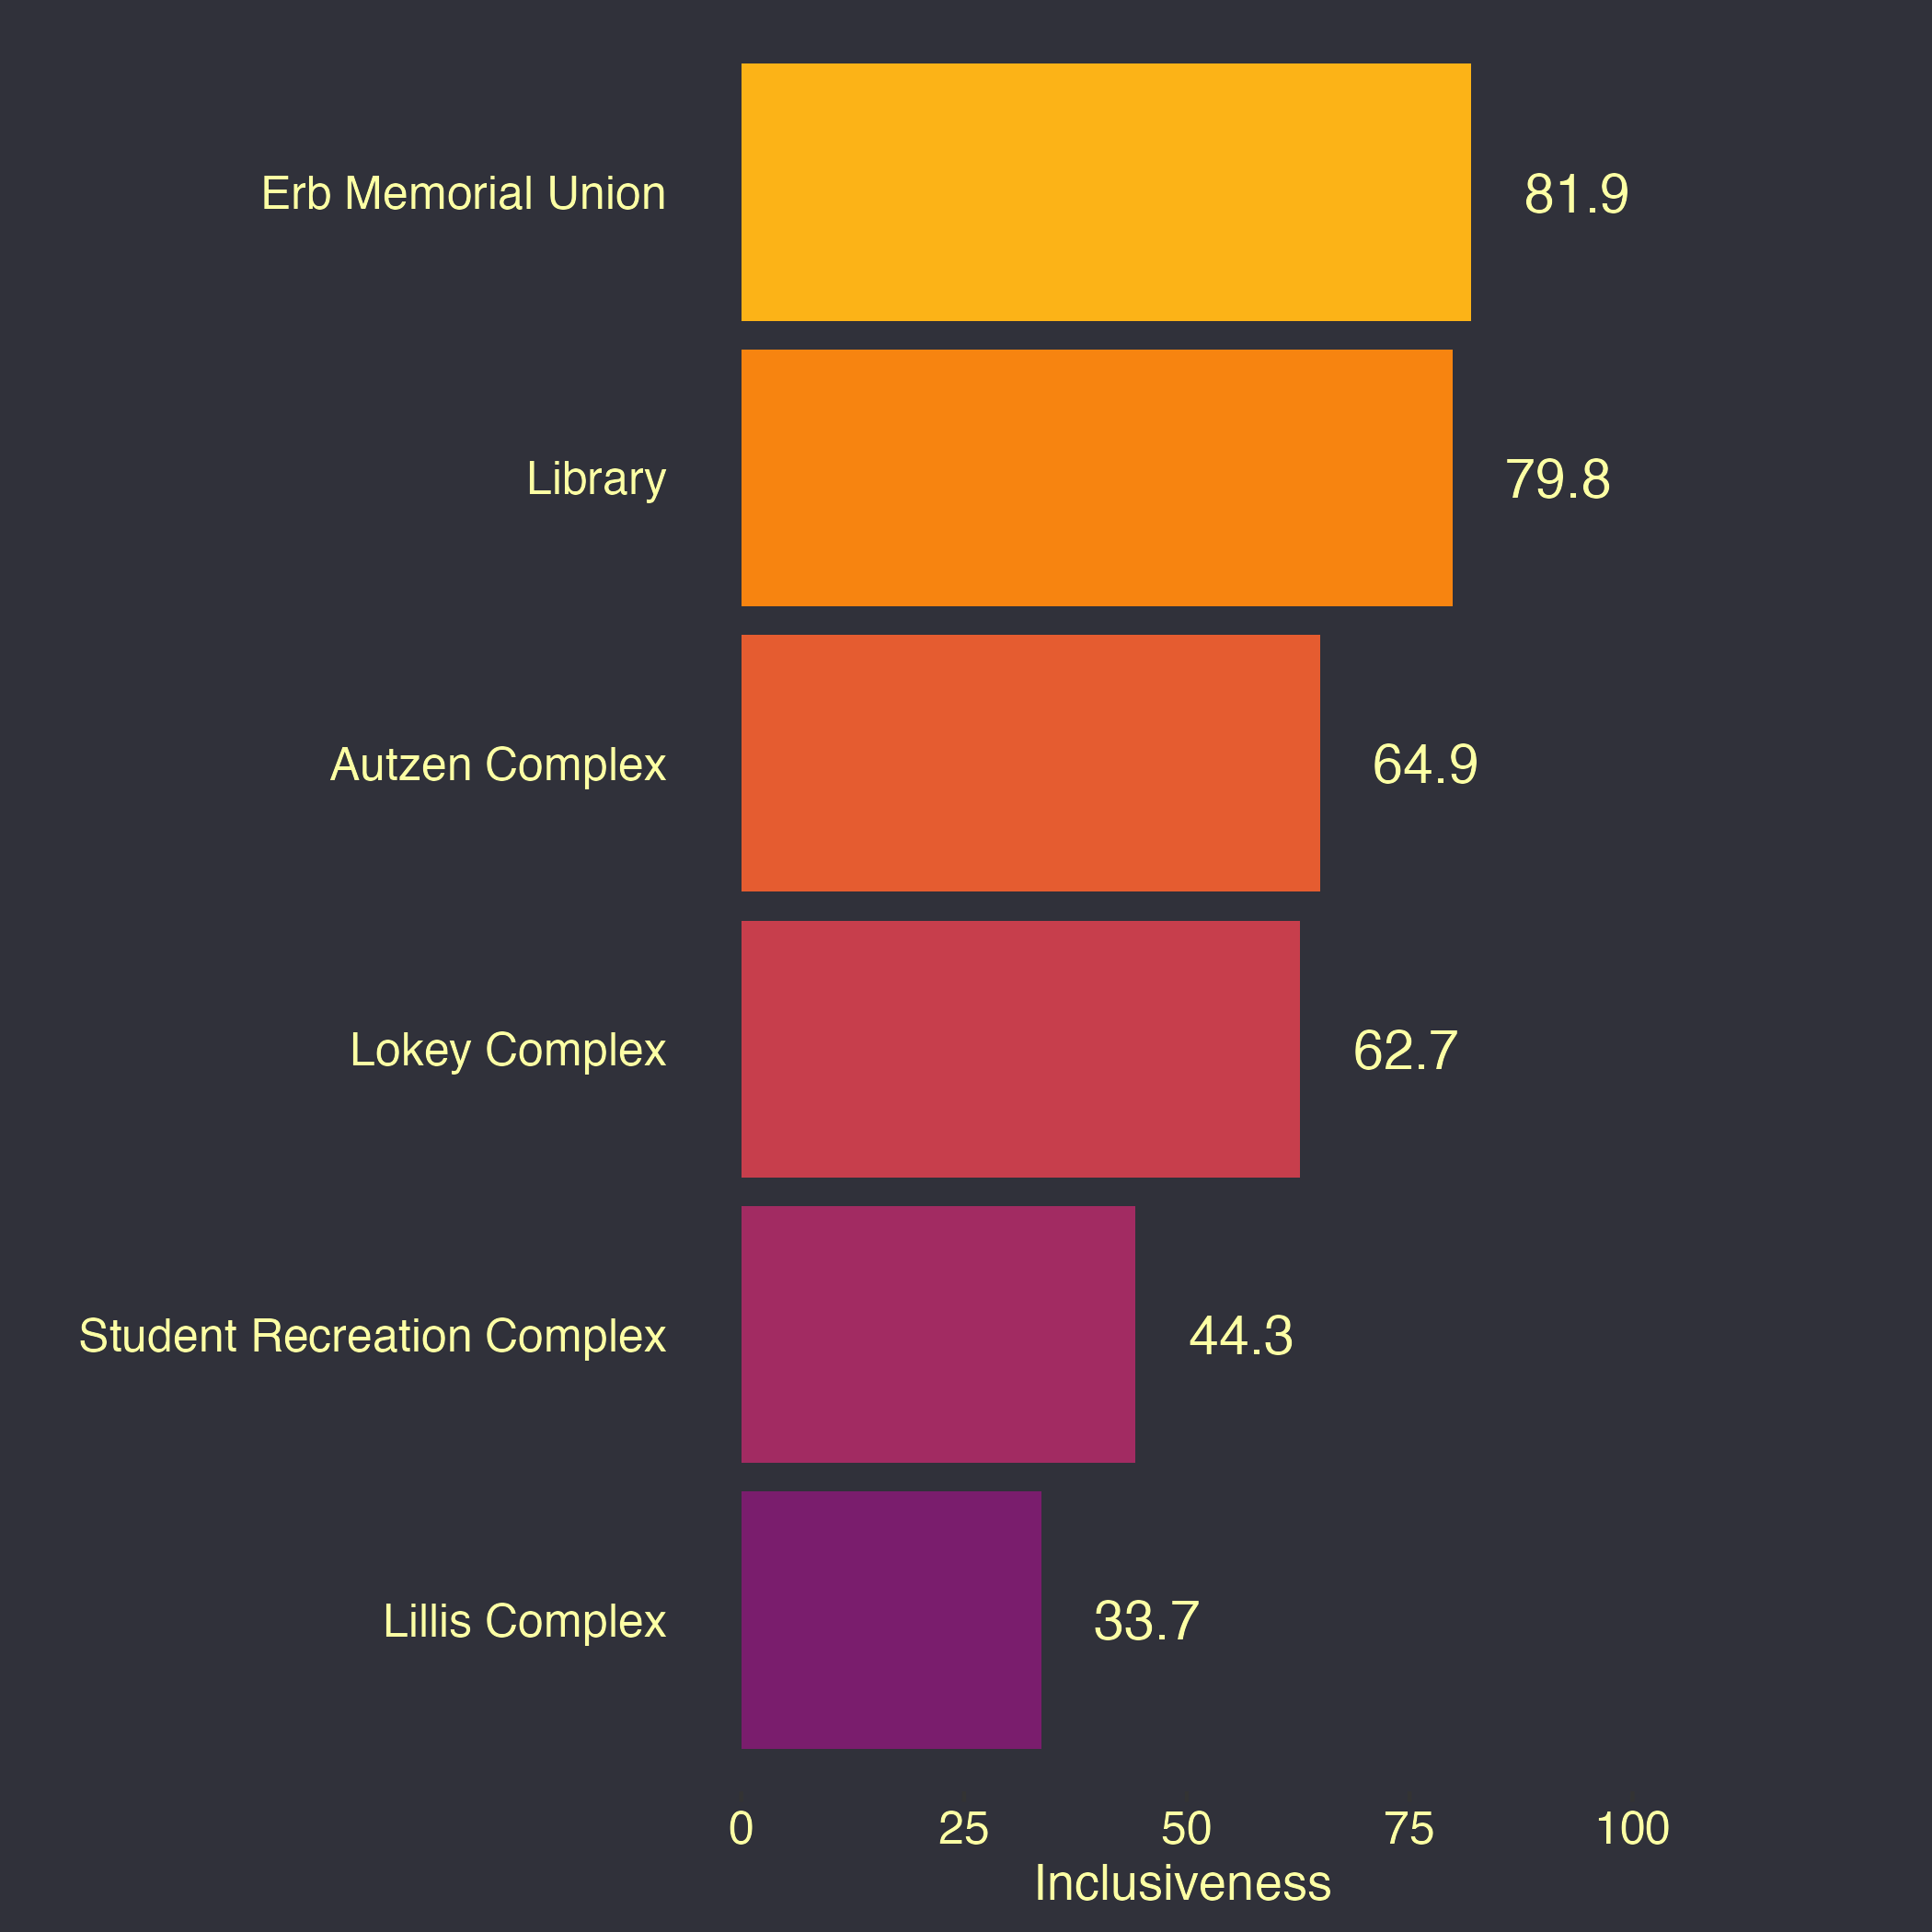 Erb Memorial Union 81.9
Library 79.8
Autzen Complex 64.9
Lokey Complex 62.7
Student Recreation Complex 44.3
Lillis Complex 33.7
0 25 50 75 100
Inclusiveness